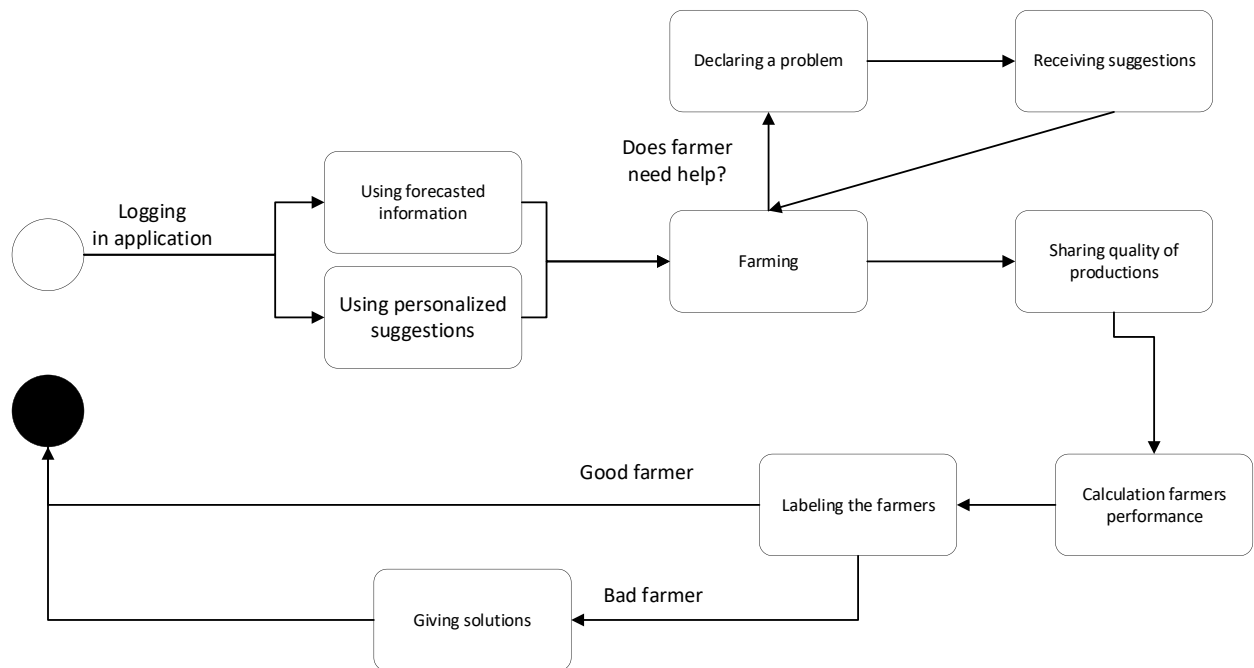 Declaring a problem
Receiving suggestions
Does farmer
need help?
Using forecasted
information
Logging
in application
Using personalized
suggestions
Farming
Sharing quality of
productions
Good farmer
Labeling the farmers
Calculation farmers
performance
Bad farmer
Giving solutions